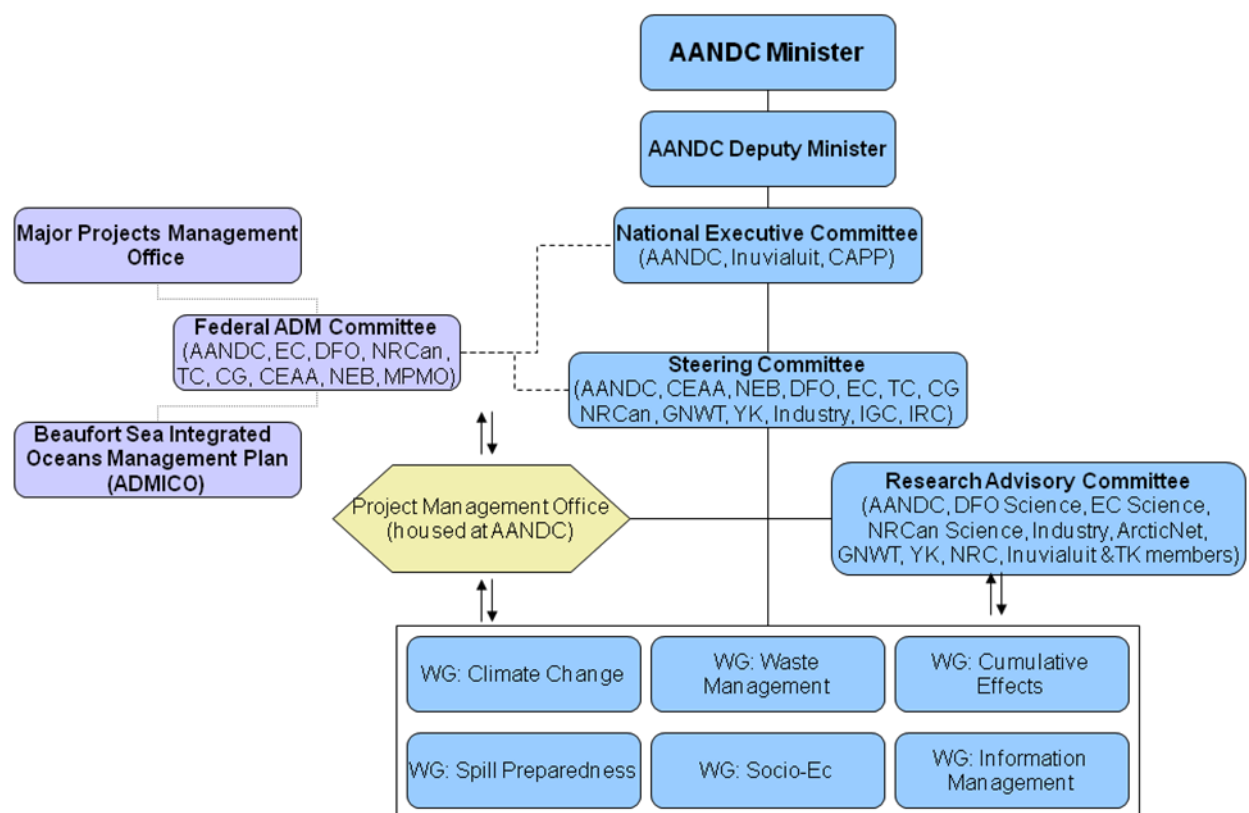 AANDC Minister
AANDC Deputy Minister
Major Projects Management
Office
National Executive Committee
(AANDC, Inuvialuit, CAPP)
Federal ADM Committee
(AANDC, EC, DFO, NRCan,
TC, CG, CEAA, NEB, MPMO)
Steering Committee
(AANDC, CEAA, NEB, DFO, EC, TC, CG
NRCan, GNWT, YK, Industry, IGC, IRC)
Beaufort Sea Integrated
Oceans Management Plan
(ADMICO)
Project Management Office
(housed at AANDC)
Research Advisory Committee
(AANDC, DFO Science, EC Science,
NRCan Science, Industry, ArcticNet,
GNWT, YK, NRC, Inuvialuit &TK members)
WG: Climate Change
WG: Waste
Management
WG: Cumulative
Effects
WG: Spill Preparedness
WG: Socio-Ec
WG: Information
Management